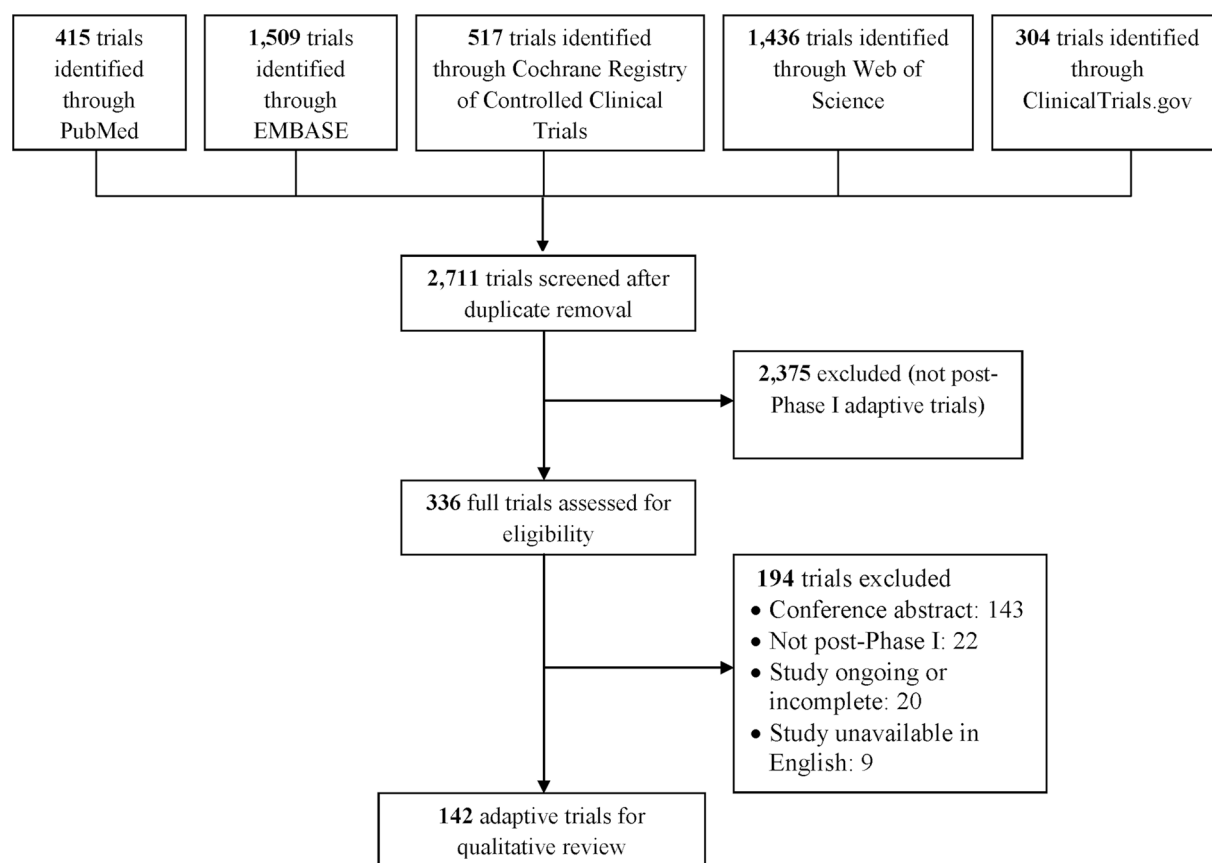 415 trials
identified
through
PubMed
1,509 trials
identified
through
EMBASE
517 trials identified
through Cochrane Registry
of Controlled Clinical
Trials
1,436 trials identified
through Web of
Science
304 trials identified
through
ClinicalTrials.gov
2,711 trials screened after
duplicate removal
2,375 excluded (not post-
Phase I adaptive trials)
336 full trials assessed for
eligibility
194 trials excluded
• Conference abstract: 143
• Not post-Phase I: 22
• Study ongoing or
incomplete: 20
• Study unavailable in
English: 9
142 adaptive trials for
qualitative review